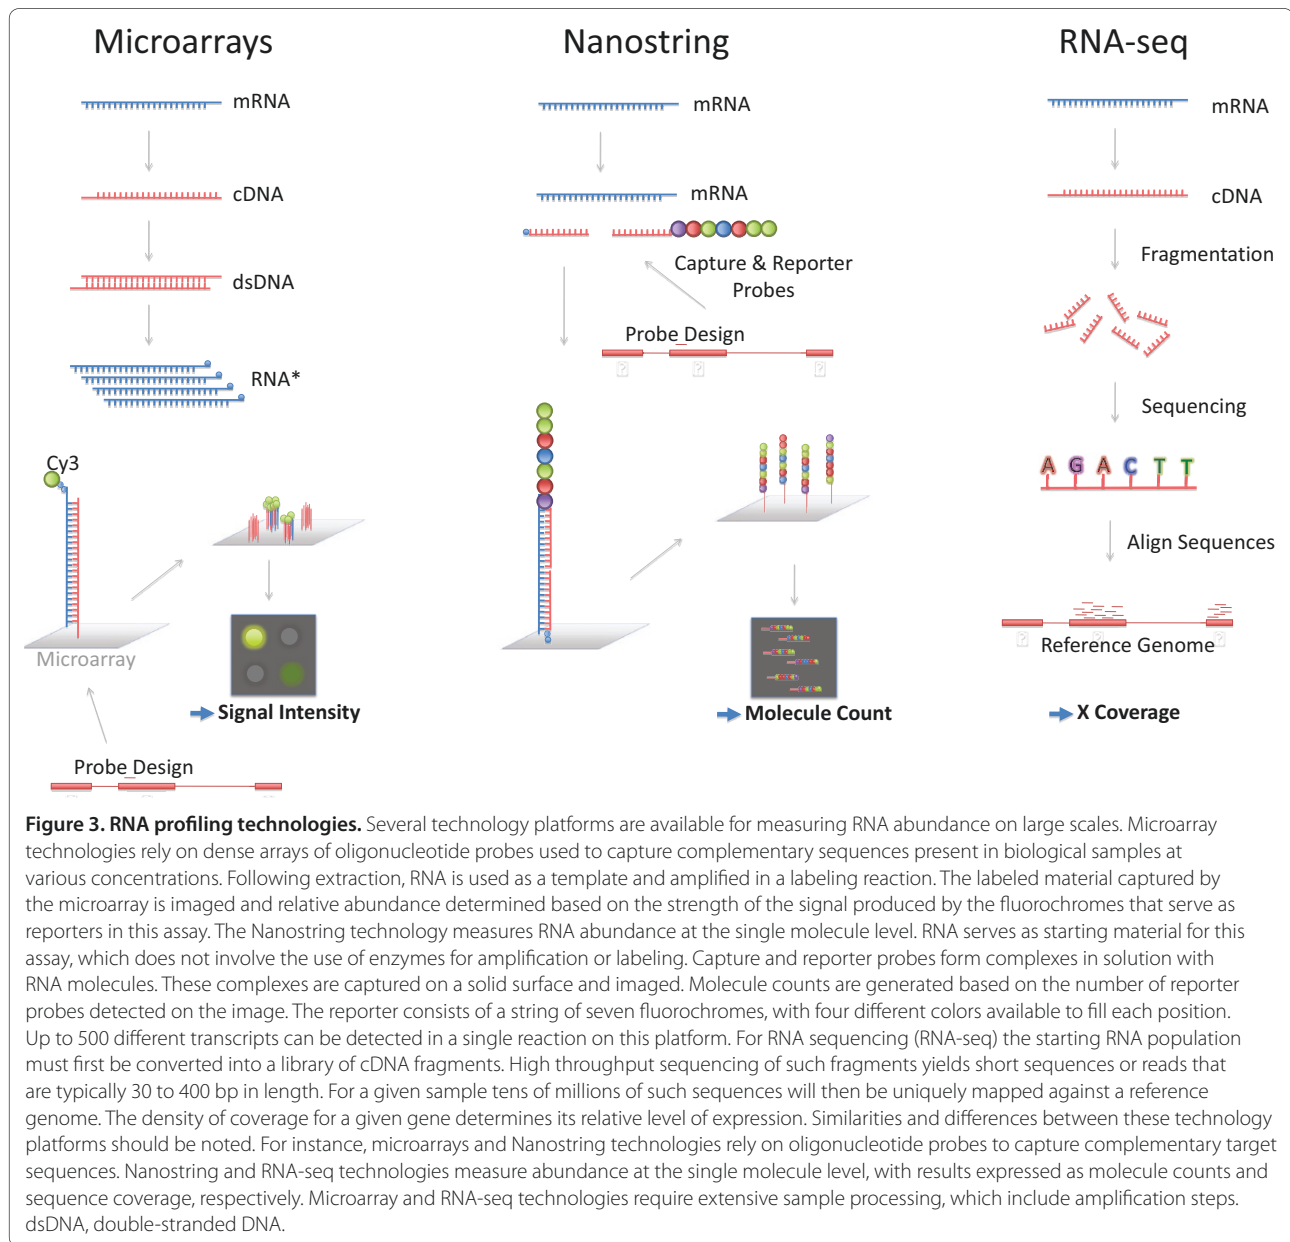 Microarrays
mRNA
cDNA
dsDNA
RNA*
Cy3
Microarray
Signal Intensity
Probe_Design
Nanostring
mRNA
mRNA
Capture & Reporter
Probes
Probe_Design
? ? ?
Molecule Count
RNA-seq
mRNA
cDNA
Fragmentation
Sequencing
A G A C T T
Align Sequences
? ? ?
Reference Genome
X Coverage
Figure 3. RNA profiling technologies. Several technology platforms are available for measuring RNA abundance on large scales. Microarray
technologies rely on dense arrays of oligonucleotide probes used to capture complementary sequences present in biological samples at
various concentrations. Following extraction, RNA is used as a template and amplified in a labeling reaction. The labeled material captured by
the microarray is imaged and relative abundance determined based on the strength of the signal produced by the fluorochromes that serve as
reporters in this assay. The Nanostring technology measures RNA abundance at the single molecule level. RNA serves as starting material for this
assay, which does not involve the use of enzymes for amplification or labeling. Capture and reporter probes form complexes in solution with
RNA molecules. These complexes are captured on a solid surface and imaged. Molecule counts are generated based on the number of reporter
probes detected on the image. The reporter consists of a string of seven fluorochromes, with four different colors available to fill each position.
Up to 500 different transcripts can be detected in a single reaction on this platform. For RNA sequencing (RNA-seq) the starting RNA population
must first be converted into a library of cDNA fragments. High throughput sequencing of such fragments yields short sequences or reads that
are typically 30 to 400 bp in length. For a given sample tens of millions of such sequences will then be uniquely mapped against a reference
genome. The density of coverage for a given gene determines its relative level of expression. Similarities and differences between these technology
platforms should be noted. For instance, microarrays and Nanostring technologies rely on oligonucleotide probes to capture complementary target
sequences. Nanostring and RNA-seq technologies measure abundance at the single molecule level, with results expressed as molecule counts and
sequence coverage, respectively. Microarray and RNA-seq technologies require extensive sample processing, which include amplification steps.
dsDNA, double-stranded DNA.